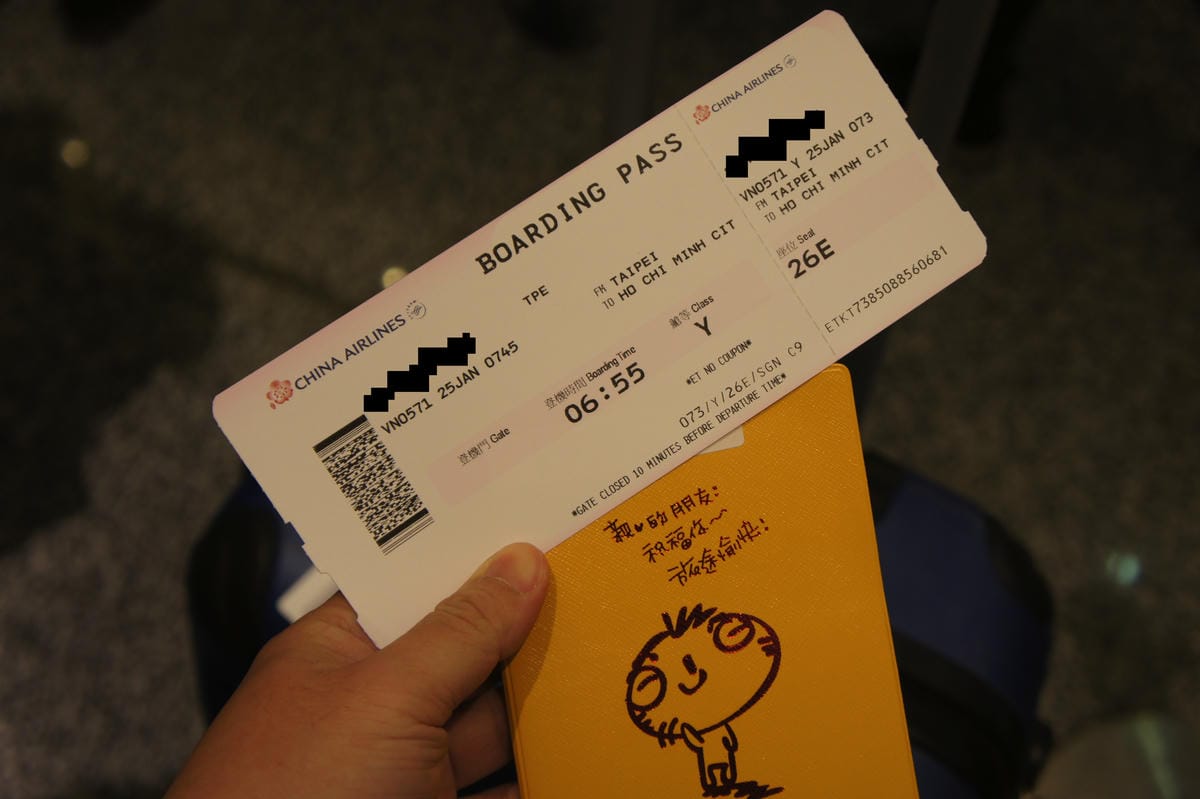 BOARDING PASS
CHINA AIRLINES
VN0571 25JAN 0745
TPE
FM TAIPEI
TO HO CHI MINH CIT
登機門 Gate
登機時間 Boarding Time
06:55
艙等 Class
Y
*ET NO COUPON*
073/Y/26E/SGN C9
*GATE CLOSED 10 MINUTES BEFORE DEPARTURE TIME*
CHINA AIRLINES
VN0571 Y 25JAN 073
FM TAIPEI
TO HO CHI MINH CIT
座位 Seat
26E
ETKT7385088560681
親的朋友:
祝福你~
旅途愉快!